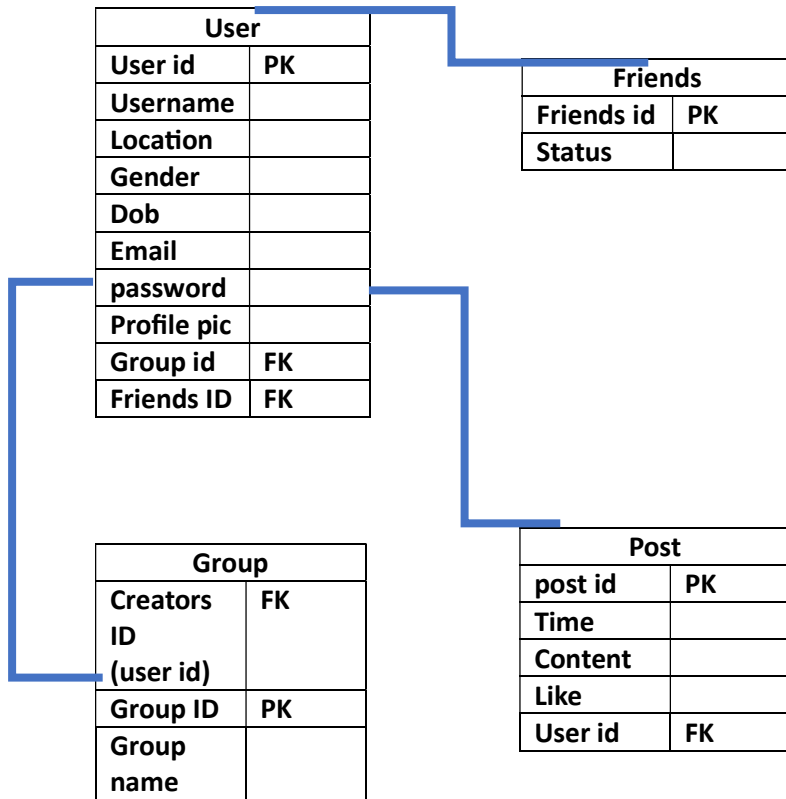 User
User id PK
Username
Location
Gender
Dob
Email
password
Profile pic
Group id FK
Friends ID FK
Friends
Friends id PK
Status
Group
Creators FK
ID
(user id)
Group ID PK
Group
name
Post
post id PK
Time
Content
Like
User id FK